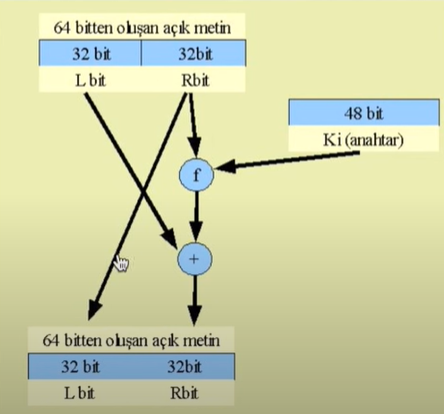 64 bitten oluşan açık metin
32 bit 32bit
L bit Rbit
48 bit
Ki (anahtar)
f
+
64 bitten oluşan açık metin
32 bit 32bit
L bit Rbit